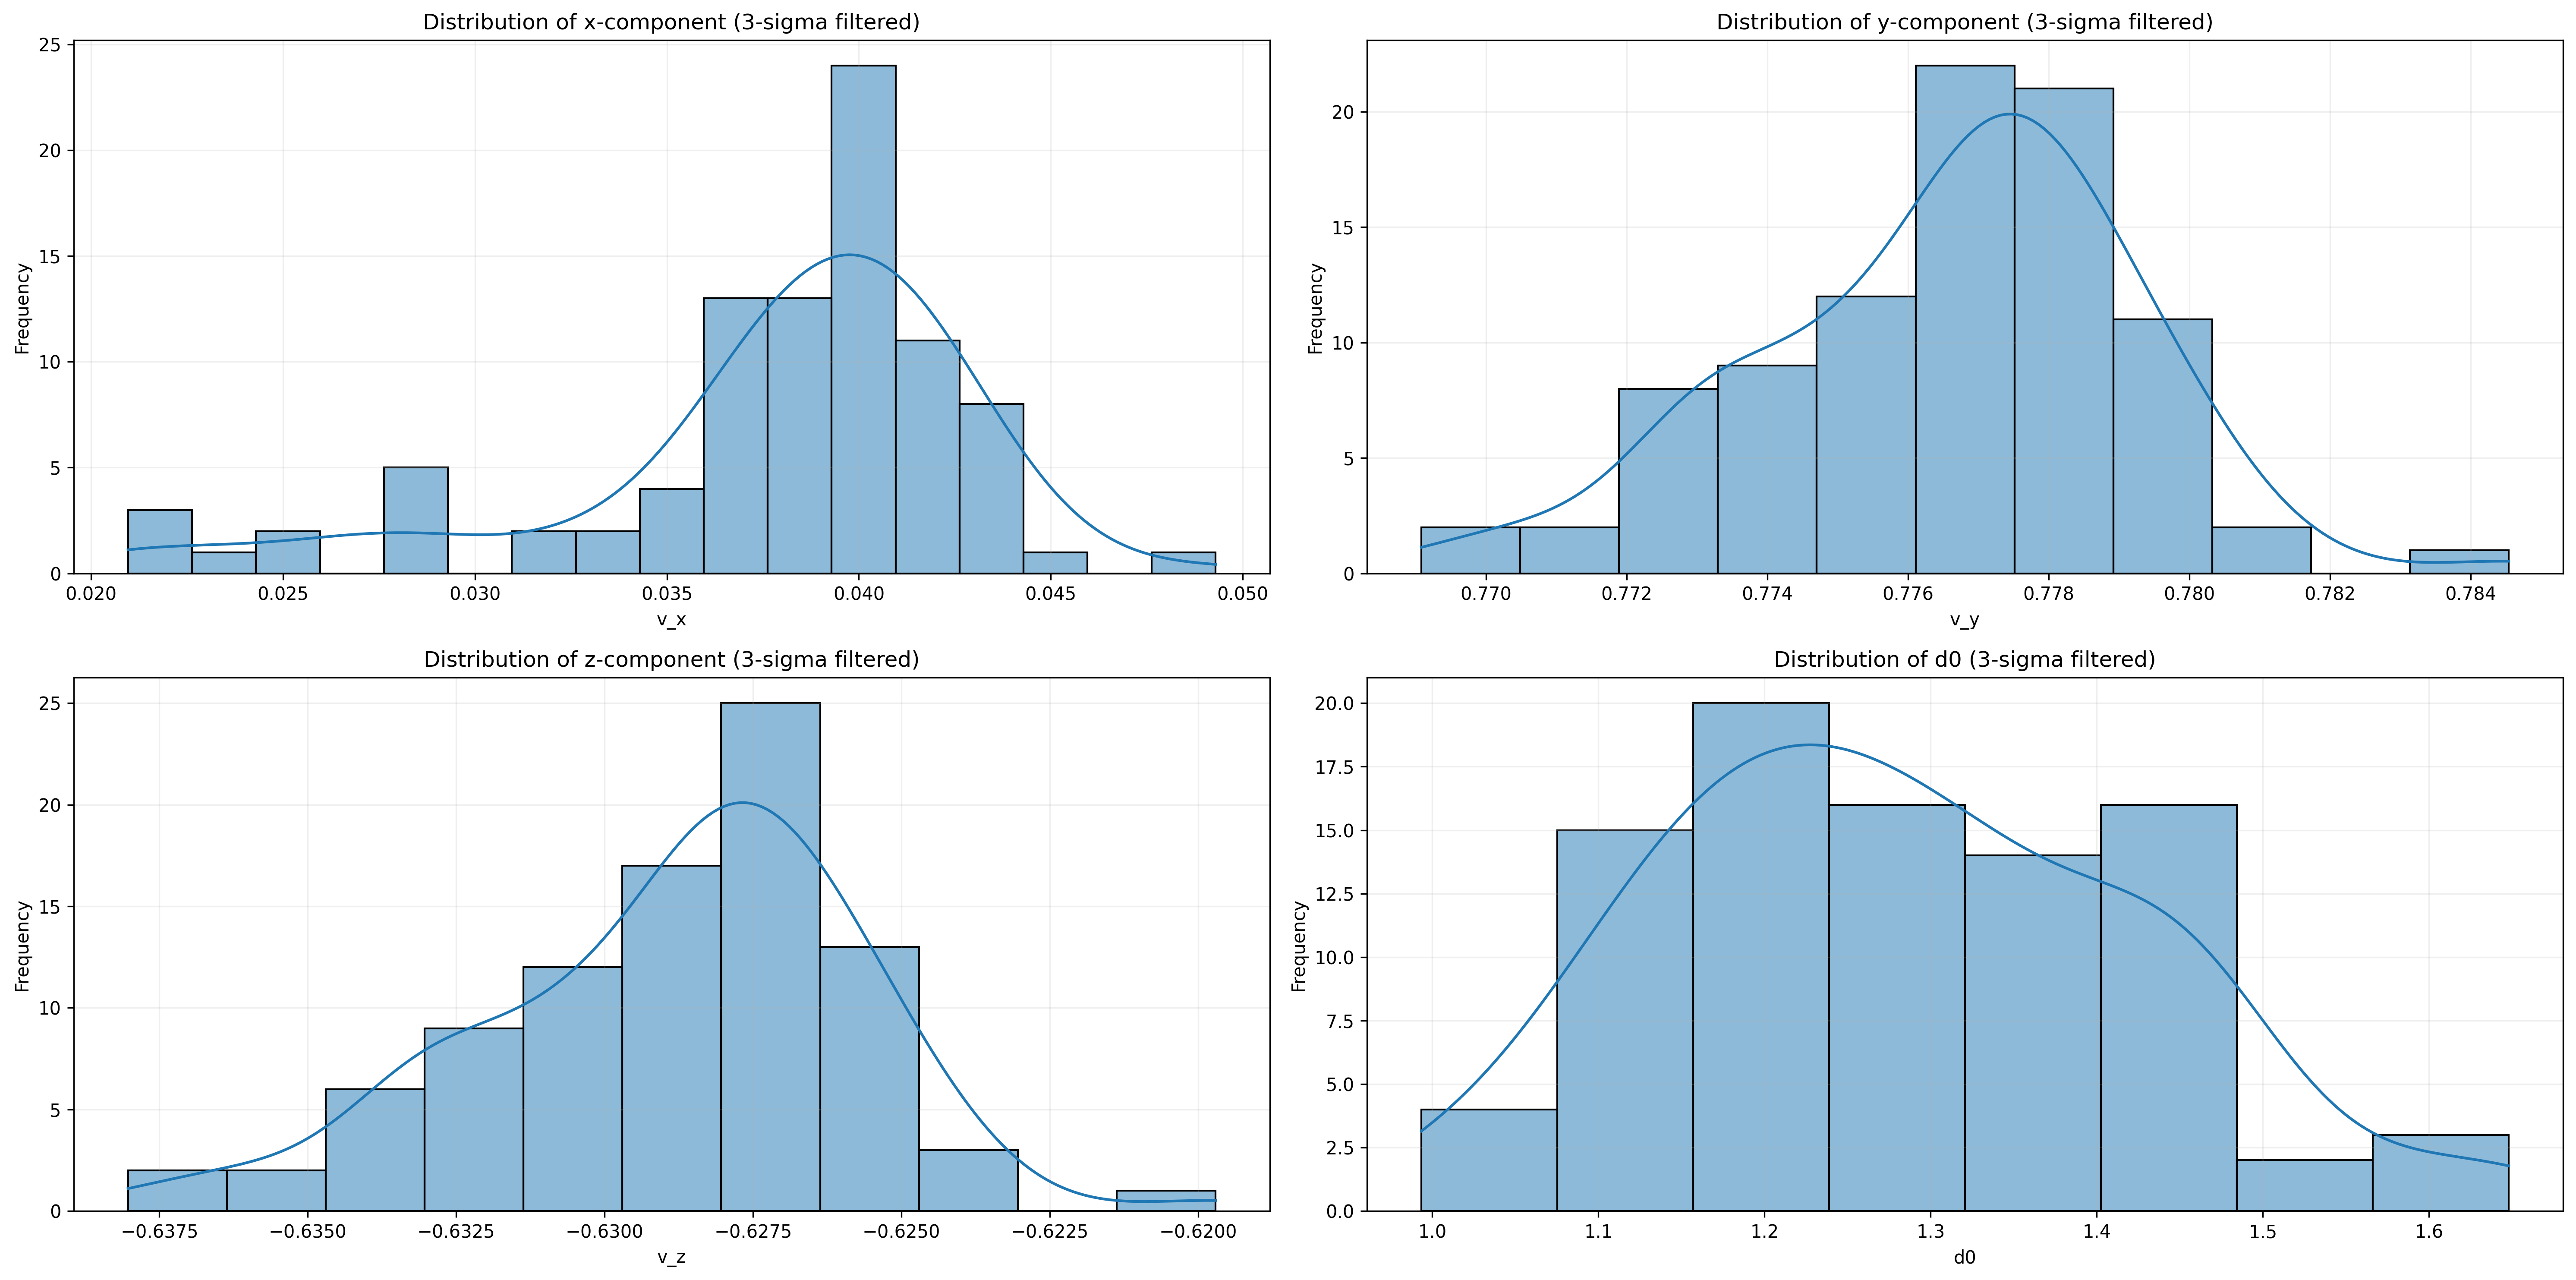 Distribution of x-component (3-sigma filtered)
Frequency
25
20
15
10
5
0
0.020 0.025 0.030 0.035 0.040 0.045 0.050
v_x
Distribution of y-component (3-sigma filtered)
Frequency
20
15
10
5
0
0.770 0.772 0.774 0.776 0.778 0.780 0.782 0.784
v_y
Distribution of z-component (3-sigma filtered)
Frequency
25
20
15
10
5
0
−0.6375 −0.6350 −0.6325 −0.6300 −0.6275 −0.6250 −0.6225 −0.6200
v_z
Distribution of d0 (3-sigma filtered)
Frequency
20.0
17.5
15.0
12.5
10.0
7.5
5.0
2.5
0.0
1.0 1.1 1.2 1.3 1.4 1.5 1.6
d0